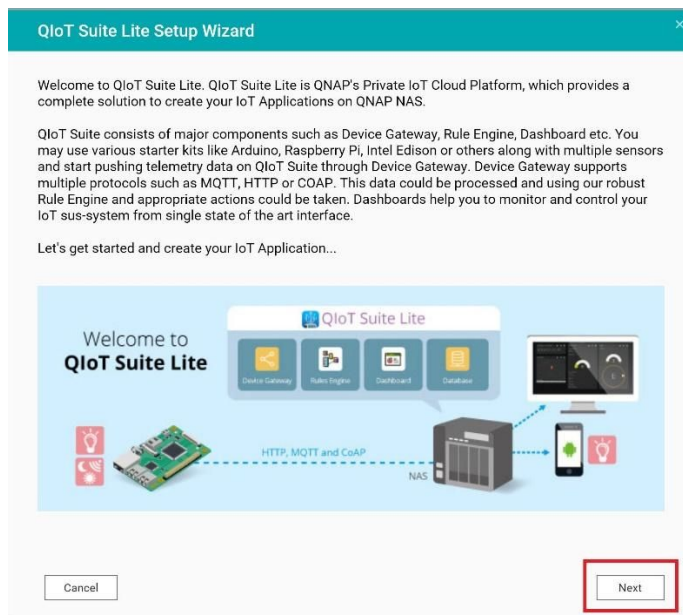 QIoT Suite Lite Setup Wizard
Welcome to QIoT Suite Lite. QIoT Suite Lite is QNAP's Private IoT Cloud Platform, which provides a
complete solution to create your IoT Applications on QNAP NAS.
QIoT Suite consists of major components such as Device Gateway, Rule Engine, Dashboard etc. You
may use various starter kits like Arduino, Raspberry Pi, Intel Edison or others along with multiple sensors
and start pushing telemetry data on QIoT Suite through Device Gateway. Device Gateway supports
multiple protocols such as MQTT, HTTP or COAP. This data could be processed and using our robust
Rule Engine and appropriate actions could be taken. Dashboards help you to monitor and control your
IoT sus-system from single state of the art interface.
Let's get started and create your IoT Application...
QIoT Suite Lite
Welcome to
QIoT Suite Lite
Device Gateway
Rules Engine
Dashboard
Database
HTTP, MQTT and CoAP
NAS
Cancel
Next